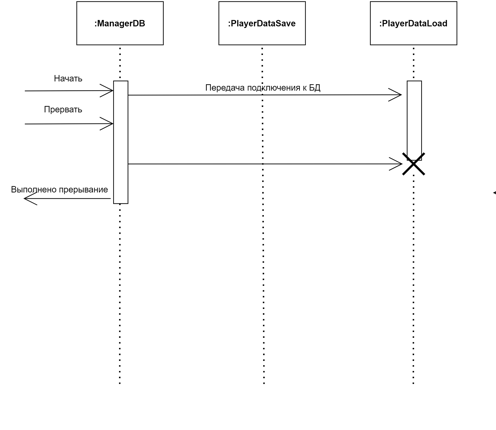 :ManagerDB
:PlayerDataSave
:PlayerDataLoad
Начать
Передача подключения к БД
Прервать
Выполнено прерывание